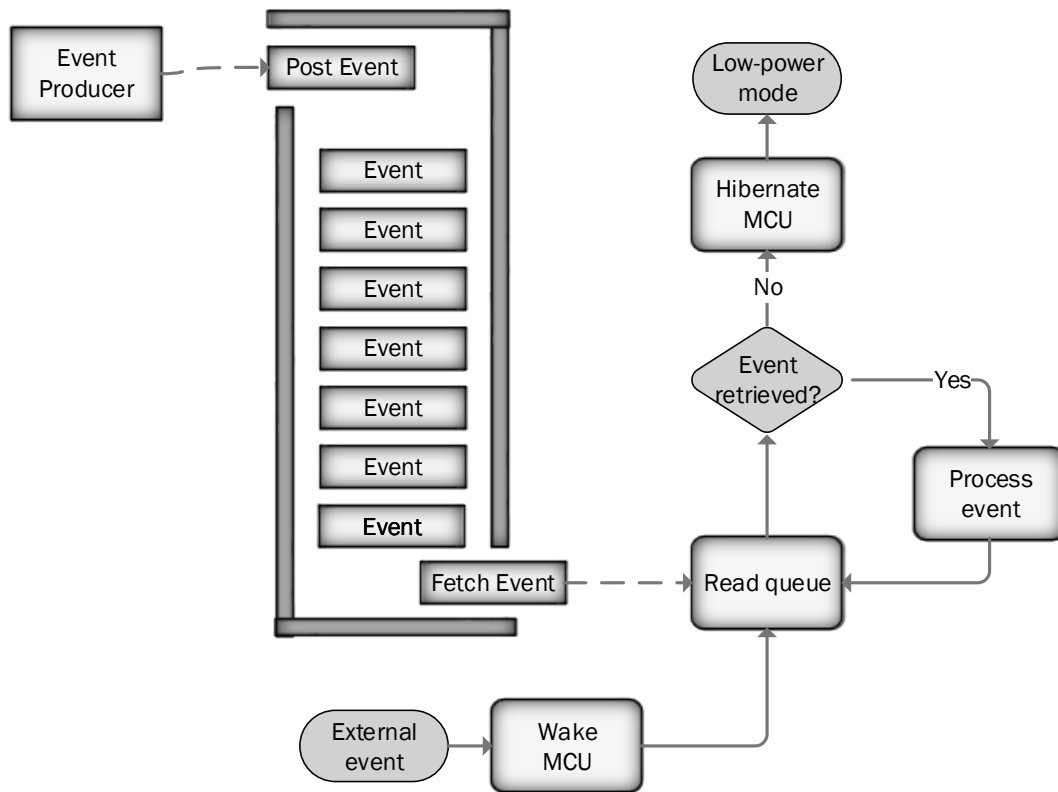 Event
Producer
Post Event
Event
Event
Event
Event
Event
Event
Event
Fetch Event
Low-power
mode
Hibernate
MCU
No
Event
retrieved?
Yes
Process
event
Read queue
External
event
Wake
MCU